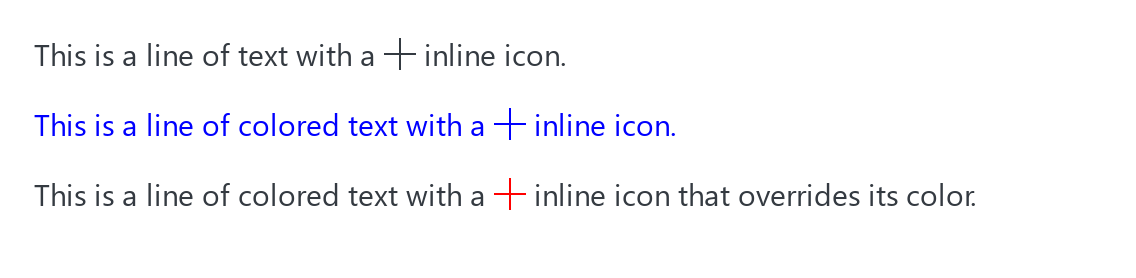 This is a line of text with a inline icon.
This is a line of colored text with a inline icon.
This is a line of colored text with a inline icon that overrides its color.